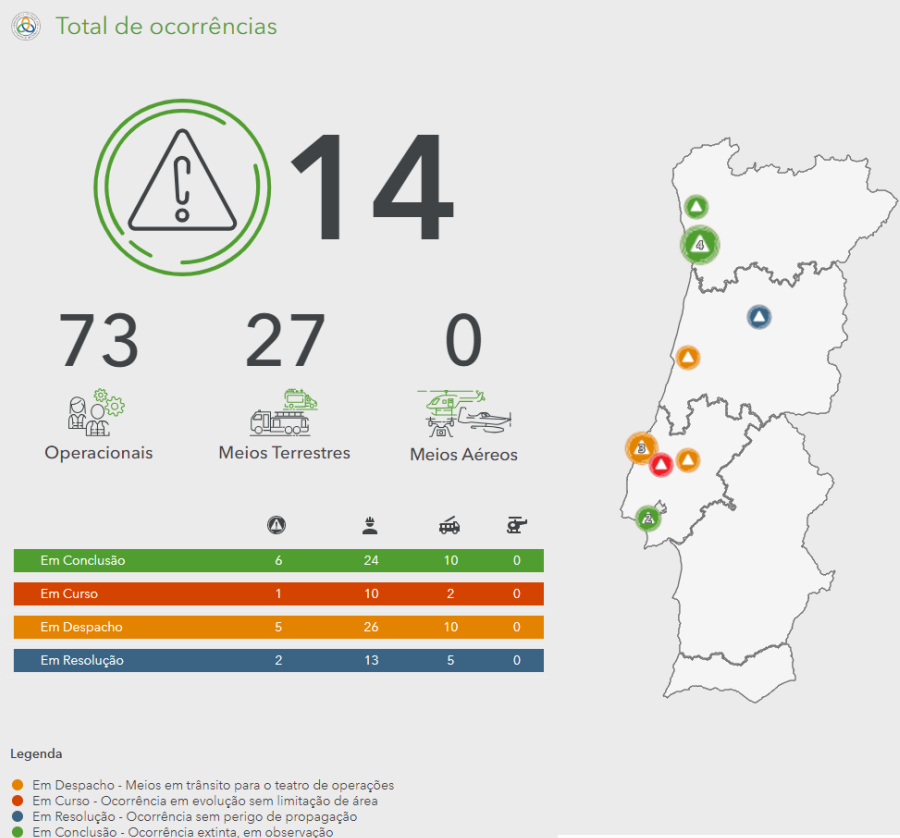 Total de ocorrências
14
73
27
0
Operacionais
Meios Terrestres
Meios Aéreos
Em Conclusão 6 24 10 0
Em Curso 1 10 2 0
Em Despacho 5 26 10 0
Em Resolução 2 13 5 0
4
3
2
Legenda
Em Despacho - Meios em trânsito para o teatro de operações
Em Curso - Ocorrência em evolução sem limitação de área
Em Resolução - Ocorrência sem perigo de propagação
Em Conclusão - Ocorrência extinta, em observação